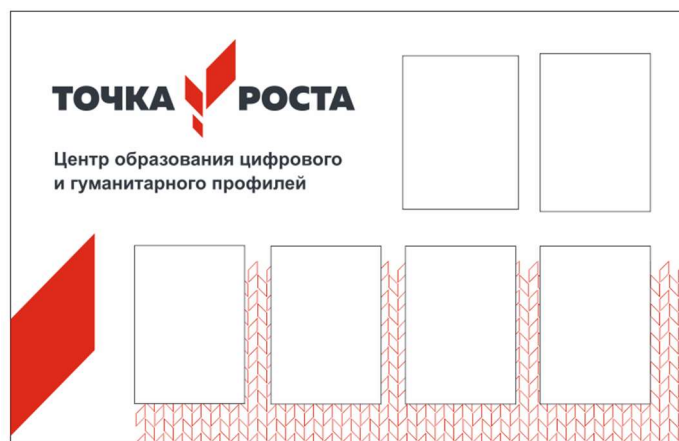 ТОЧКА РОСТА
Центр образования цифрового
и гуманитарного профилей